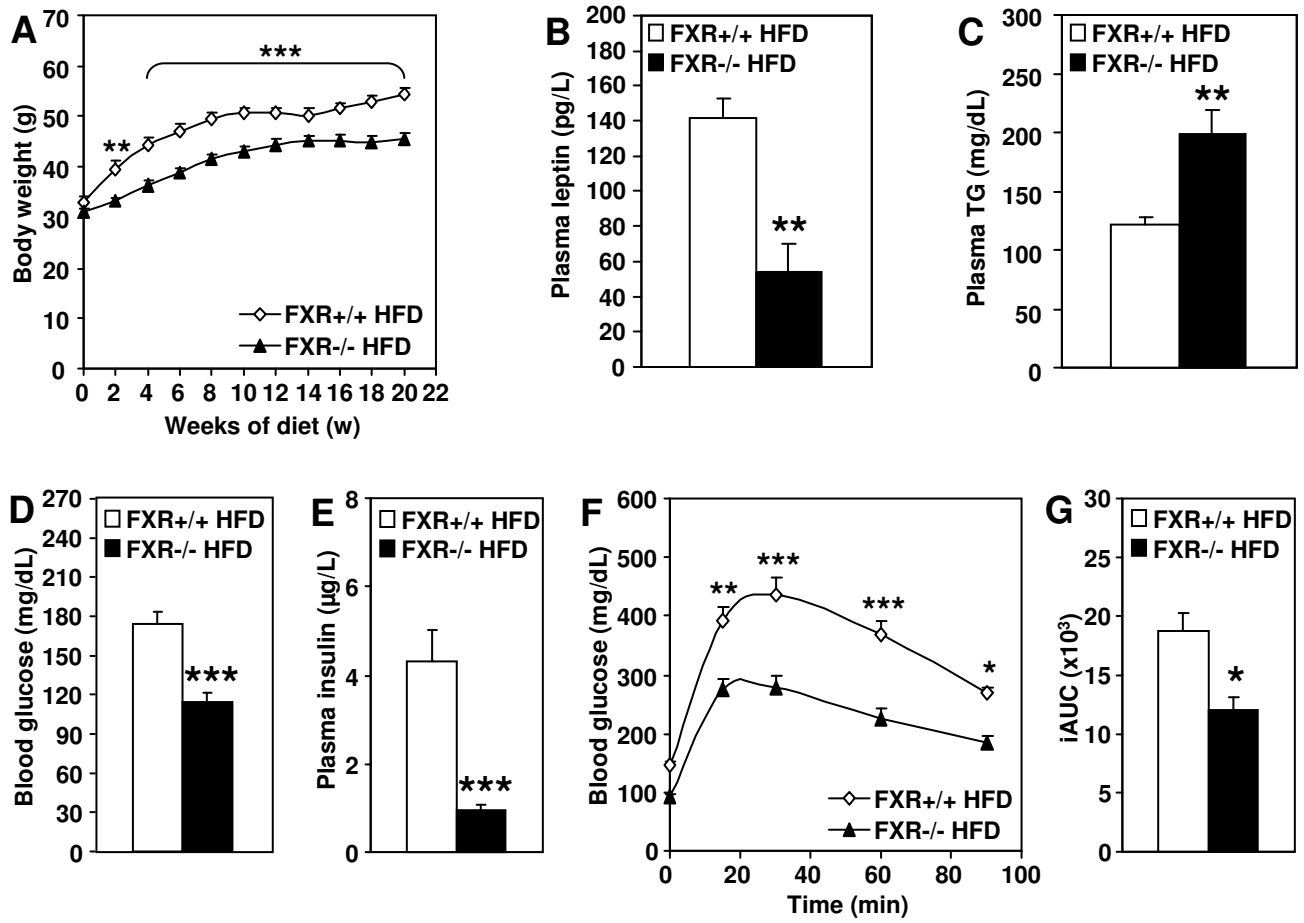 A
Body weight (g)
70
60
50
40
30
20
10
0
***
**
FXR+/+ HFD
FXR-/- HFD
0 2 4 6 8 10 12 14 16 18 20 22
Weeks of diet (w)
B
Plasma leptin (pg/L)
200
180
160
140
120
100
80
60
40
20
0
FXR+/+ HFD
FXR-/- HFD
**
C
Plasma TG (mg/dL)
300
250
200
150
100
50
0
FXR+/+ HFD
FXR-/- HFD
**
D
Blood glucose (mg/dL)
270
240
210
180
150
120
90
60
30
0
FXR+/+ HFD
FXR-/- HFD
***
E
Plasma insulin (µg/L)
8
6
4
2
0
FXR+/+ HFD
FXR-/- HFD
***
F
Blood glucose (mg/dL)
600
500
400
300
200
100
0
**
***
***
*
FXR+/+ HFD
FXR-/- HFD
0 20 40 60 80 100
Time (min)
G
iAUC (x10³)
30
25
20
15
10
5
0
FXR+/+ HFD
FXR-/- HFD
*